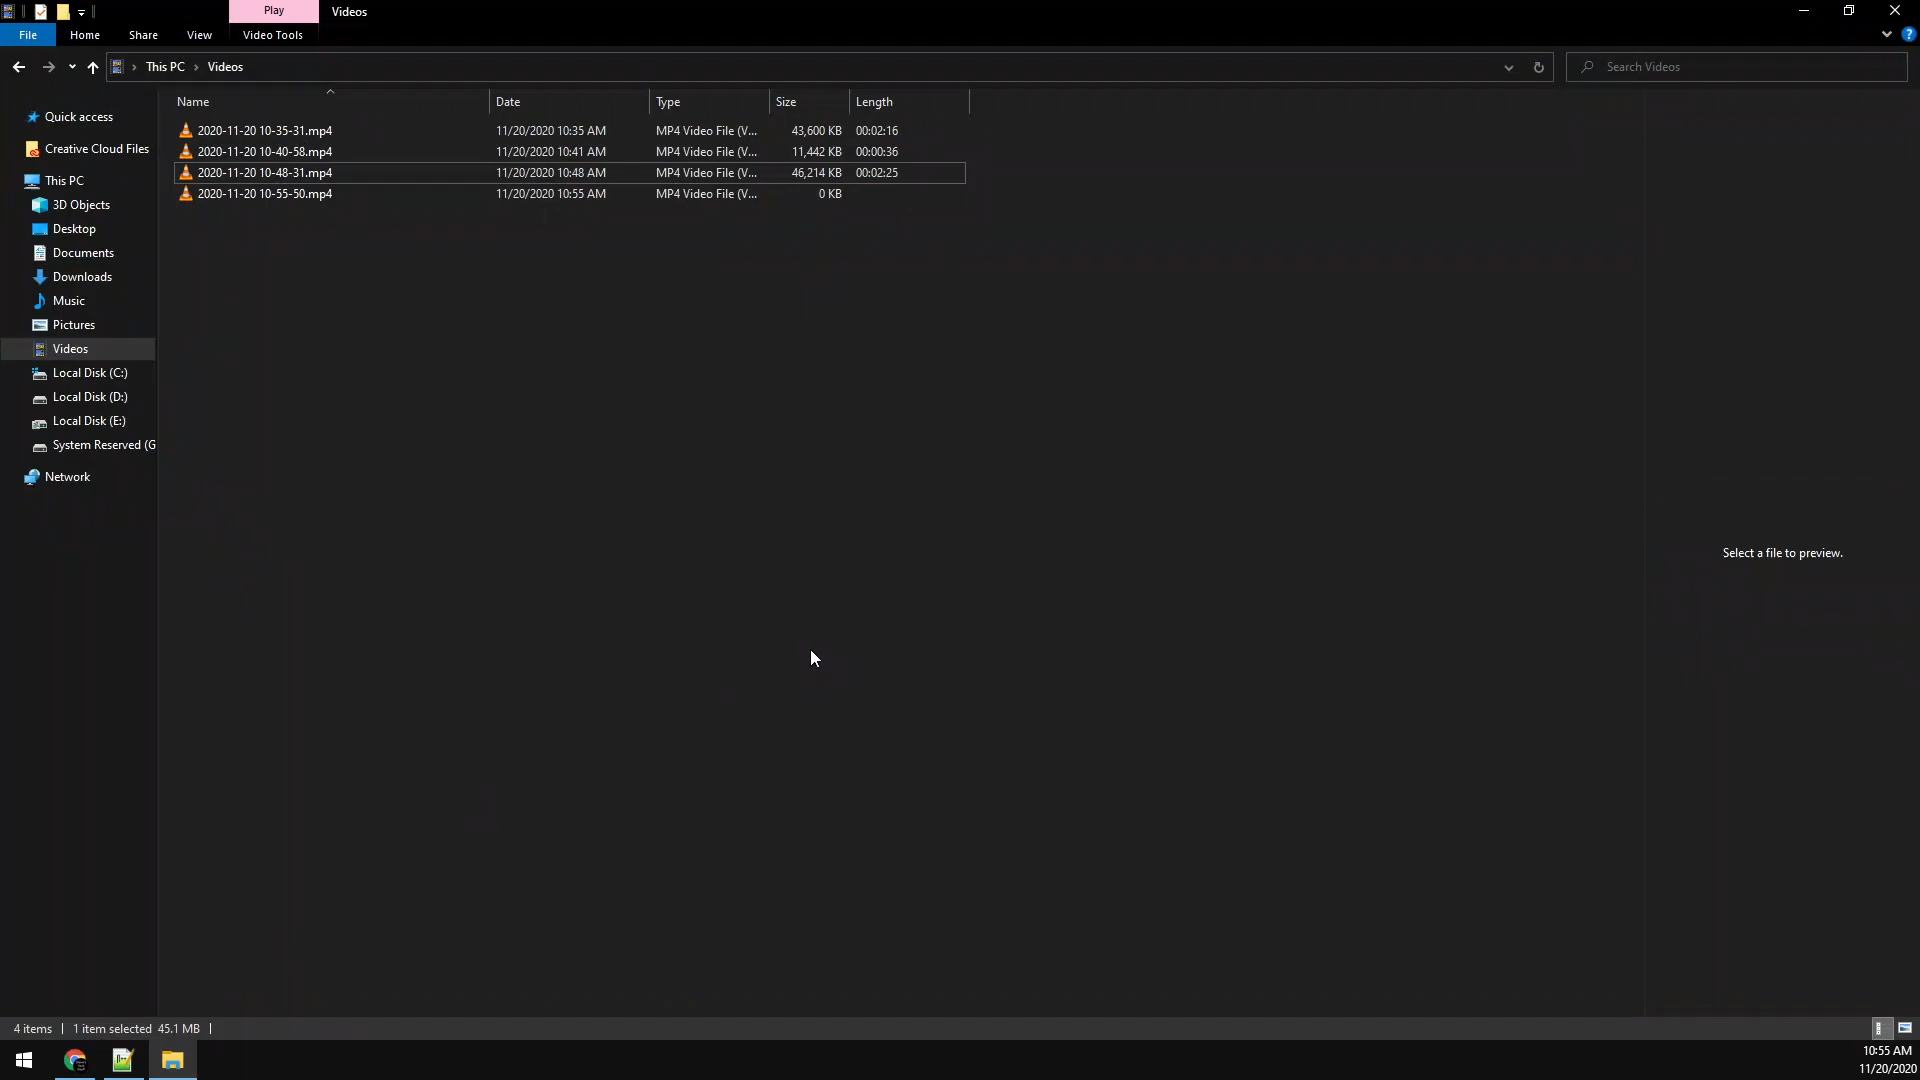 Play
Videos
File
Home
Share
View
Video Tools
This PC
Videos
Search Videos
Name
Date
Type
Size
Length
2020-11-20 10-35-31.mp4 11/20/2020 10:35 AM MP4 Video File (V... 43,600 KB 00:02:16
2020-11-20 10-40-58.mp4 11/20/2020 10:41 AM MP4 Video File (V... 11,442 KB 00:00:36
2020-11-20 10-48-31.mp4 11/20/2020 10:48 AM MP4 Video File (V... 46,214 KB 00:02:25
2020-11-20 10-55-50.mp4 11/20/2020 10:55 AM MP4 Video File (V... 0 KB
Quick access
Creative Cloud Files
This PC
3D Objects
Desktop
Documents
Downloads
Music
Pictures
Videos
Local Disk (C:)
Local Disk (D:)
Local Disk (E:)
System Reserved (G
Network
Select a file to preview.
4 items
1 item selected 45.1 MB
10:55 AM
11/20/2020